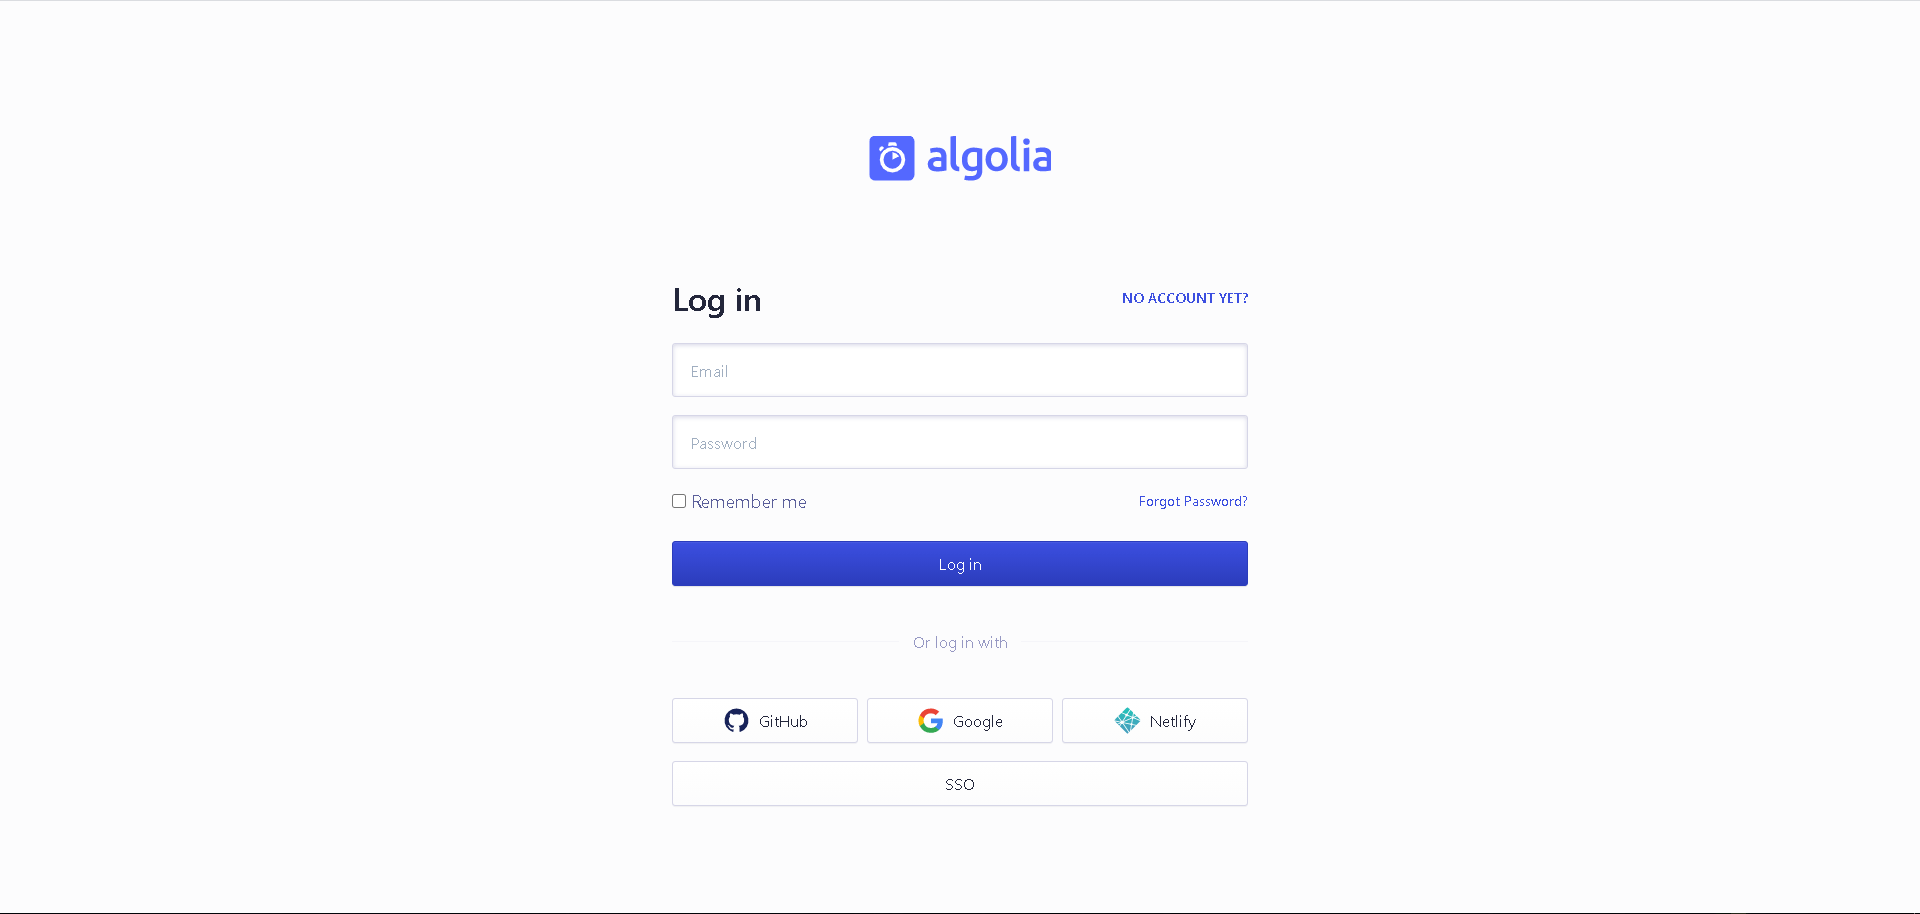 algolia
Log in
NO ACCOUNT YET?
Email
Password
Remember me
Forgot Password?
Log in
Or log in with
GitHub
Google
Netlify
SSO